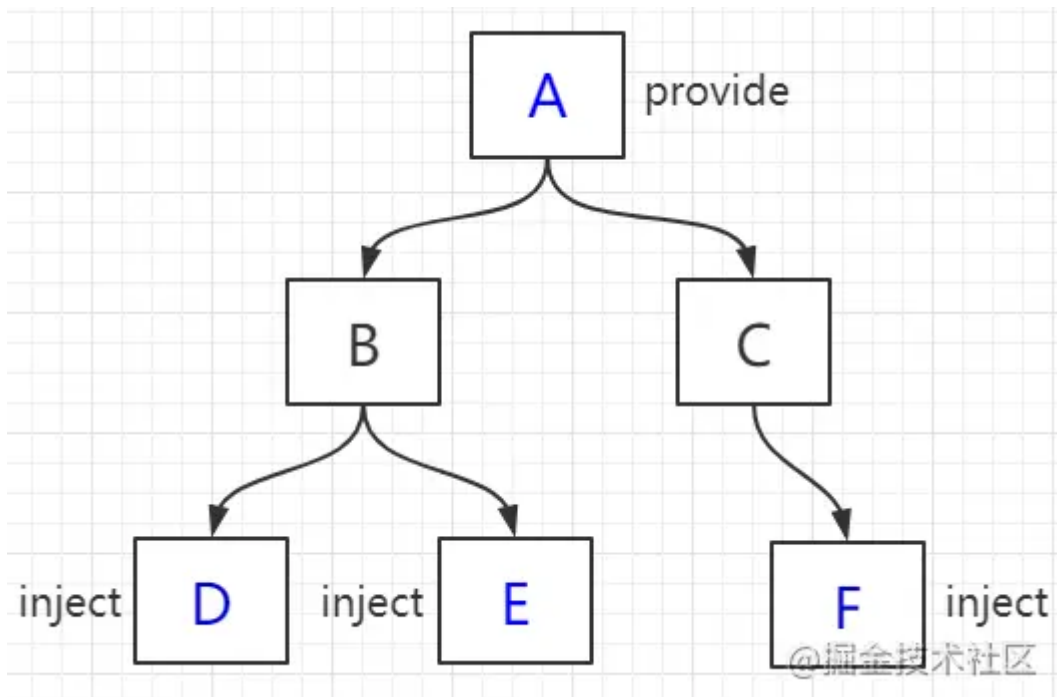 A provide
B
C
inject D
inject E
F inject
@掘金技术社区